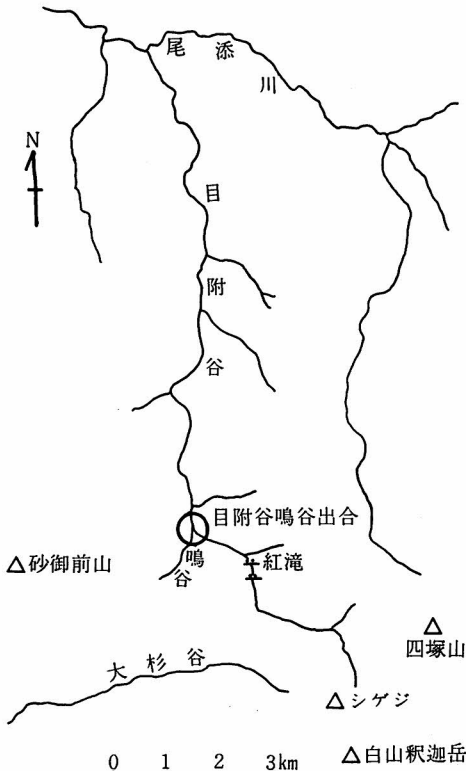 尾添川
N
目附谷
目附谷鳴谷出合
鳴谷
紅滝
砂御前山
四塚山
大杉谷
シゲジ
白山釈迦岳
0 1 2 3km